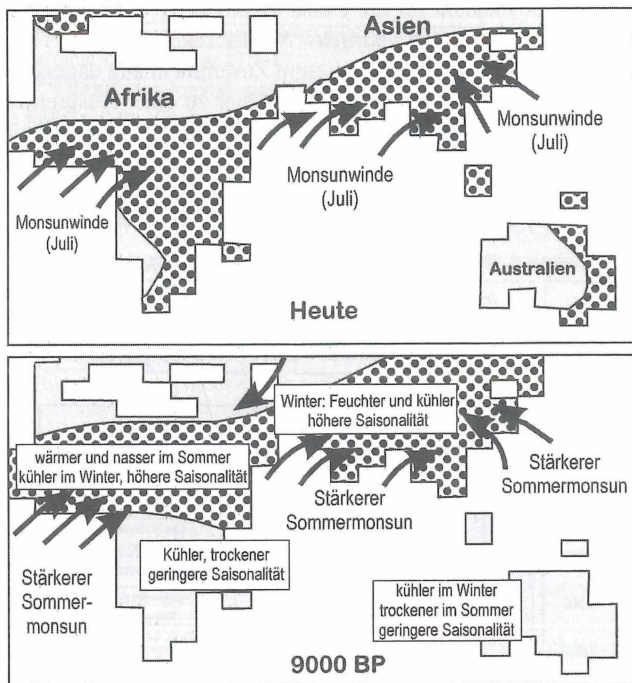 Asien
Afrika
Monsunwinde
(Juli)
Monsunwinde
(Juli)
Monsunwinde
(Juli)
Australien
Heute
Winter: Feuchter und kühler
höhere Saisonalität
wärmer und nasser im Sommer
kühler im Winter, höhere Saisonalität
Stärkerer
Sommermonsun
Stärkerer
Sommermonsun
Kühler, trockener
geringere Saisonalität
Stärkerer
Sommer-
monsun
kühler im Winter
trockener im Sommer
geringere Saisonalität
9000 BP